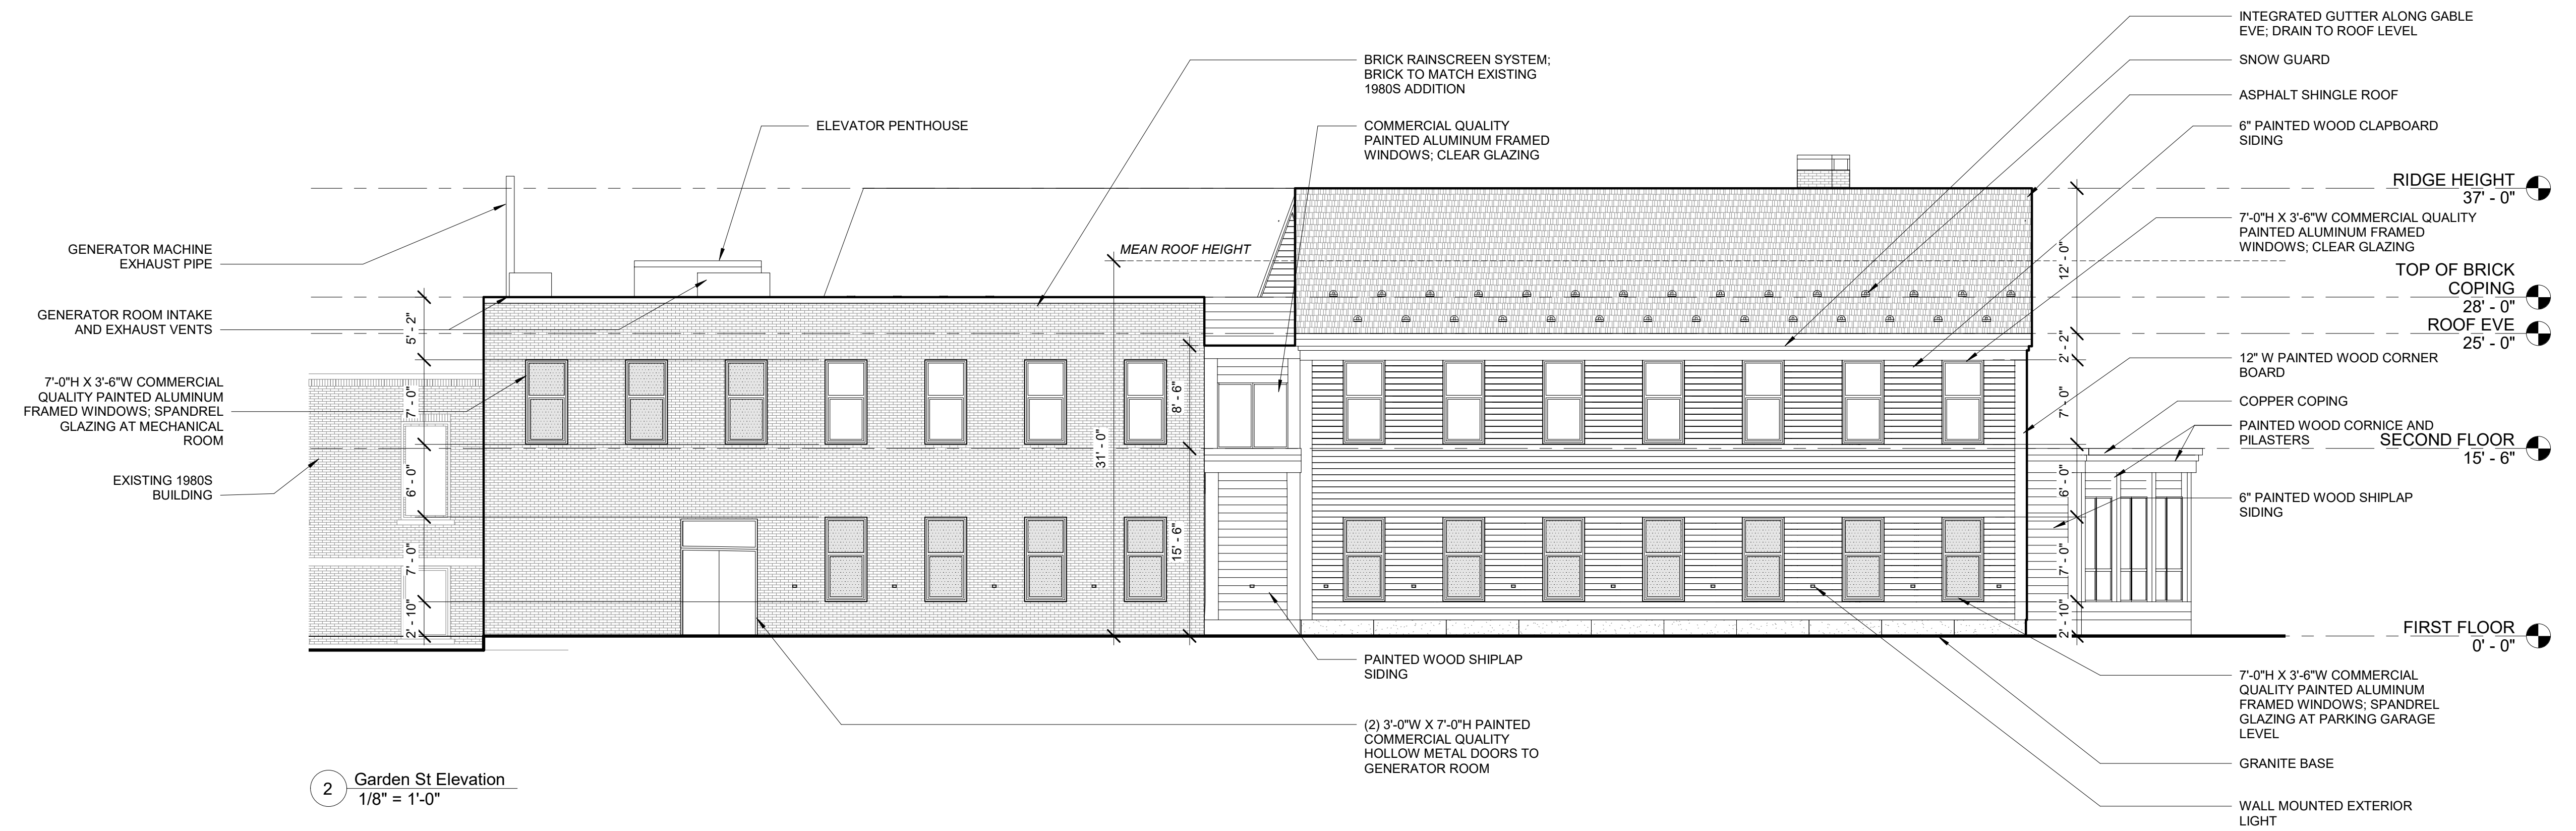 INTEGRATED GUTTER ALONG GABLE
EVE; DRAIN TO ROOF LEVEL
BRICK RAINSCREEN SYSTEM;
BRICK TO MATCH EXISTING
1980S ADDITION
SNOW GUARD
ASPHALT SHINGLE ROOF
ELEVATOR PENTHOUSE
COMMERCIAL QUALITY
PAINTED ALUMINUM FRAMED
WINDOWS; CLEAR GLAZING
6" PAINTED WOOD CLAPBOARD
SIDING
RIDGE HEIGHT
37' - 0"
7'-0"H X 3'-6"W COMMERCIAL QUALITY
PAINTED ALUMINUM FRAMED
WINDOWS; CLEAR GLAZING
GENERATOR MACHINE
EXHAUST PIPE
MEAN ROOF HEIGHT
12' - 0"
TOP OF BRICK
COPING
28' - 0"
GENERATOR ROOM INTAKE
AND EXHAUST VENTS
5' - 2"
ROOF EVE
25' - 0"
2' - 2"
12" W PAINTED WOOD CORNER
BOARD
7'-0"H X 3'-6"W COMMERCIAL
QUALITY PAINTED ALUMINUM
FRAMED WINDOWS; SPANDREL
GLAZING AT MECHANICAL
ROOM
7' - 0"
8' - 6"
7' - 0"
COPPER COPING
PAINTED WOOD CORNICE AND
PILASTERS
SECOND FLOOR
15' - 6"
31' - 0"
EXISTING 1980S
BUILDING
6' - 0"
6' - 0"
6" PAINTED WOOD SHIPLAP
SIDING
15' - 6"
7' - 0"
7' - 0"
2' - 10"
2' - 10"
FIRST FLOOR
0' - 0"
PAINTED WOOD SHIPLAP
SIDING
7'-0"H X 3'-6"W COMMERCIAL
QUALITY PAINTED ALUMINUM
FRAMED WINDOWS; SPANDREL
GLAZING AT PARKING GARAGE
LEVEL
(2) 3'-0"W X 7'-0"H PAINTED
COMMERCIAL QUALITY
HOLLOW METAL DOORS TO
GENERATOR ROOM
GRANITE BASE
WALL MOUNTED EXTERIOR
LIGHT
2
Garden St Elevation
1/8" = 1'-0"